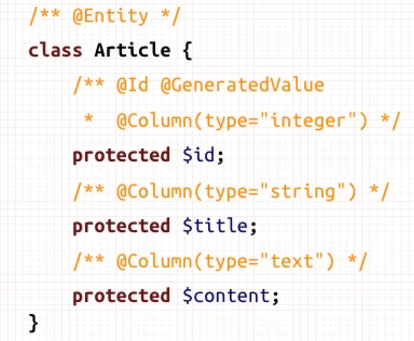 /** @Entity */
class Article {
    /** @Id @GeneratedValue
     *  @Column(type="integer") */
    protected $id;
    /** @Column(type="string") */
    protected $title;
    /** @Column(type="text") */
    protected $content;
}